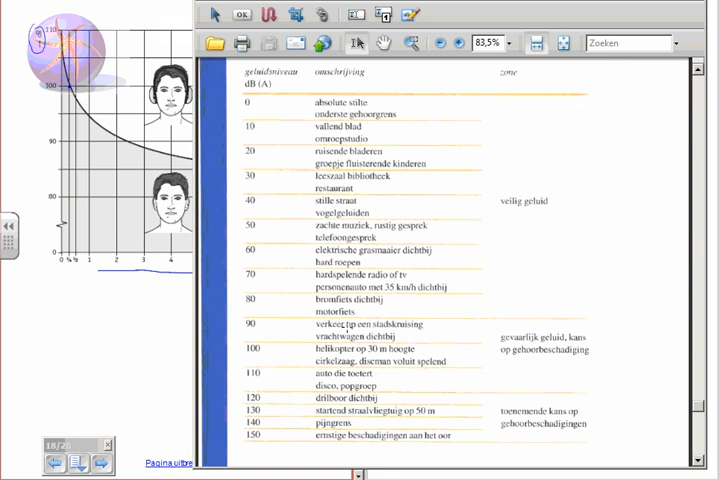 OK
83,5%
Zoeken
geluidsniveau omschrijving zone
dB (A)
0 absolute stilte
onderste gehoorgrens
10 vallend blad
omroepstudio
20 ruisende bladeren
groepje fluisterende kinderen
30 leeszaal bibliotheek
restaurant
40 stille straat veilig geluid
vogelgeluiden
50 zachte muziek, rustig gesprek
telefoongesprek
60 elektrische grasmaaier dichtbij
hard roepen
70 hardspelende radio of tv
personenauto met 35 km/h dichtbij
80 bromfiets dichtbij
motorfiets
90 verkeer op een stadskruising
vrachtwagen dichtbij gevaarlijk geluid, kans
100 helikopter op 30 m hoogte op gehoorbeschadiging
cirkelzaag, discman voluit spelend
110 auto die toetert
disco, popgroep
120 drilboor dichtbij
130 startend straalvliegtuig op 50 m toenemende kans op
140 pijngrens gehoorbeschadigingen
150 ernstige beschadigingen aan het oor
110
100
90
80
0
0 1 2 3 4
18/20
Pagina uitbre